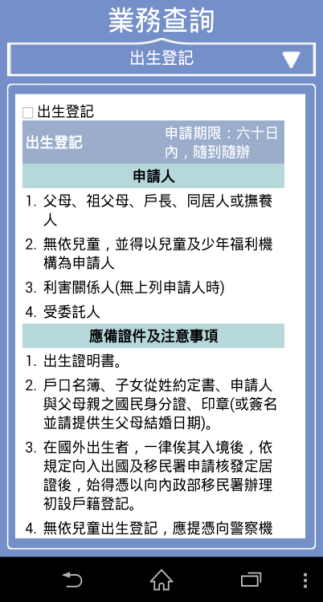 業務查詢
出生登記
出生登記
出生登記
申請期限：六十日
內，隨到隨辦
申請人
1. 父母、祖父母、戶長、同居人或撫養
人
2. 無依兒童，並得以兒童及少年福利機
構為申請人
3. 利害關係人(無上列申請人時)
4. 受委託人
應備證件及注意事項
1. 出生證明書。
2. 戶口名簿、子女從姓約定書、申請人
與父母親之國民身分證、印章(或簽名
並請提供生父母結婚日期)。
3. 在國外出生者，一律俟其入境後，依
規定向入出國及移民署申請核發定居
證後，始得憑以向內政部移民署辦理
初設戶籍登記。
4. 無依兒童出生登記，應提憑向警察機